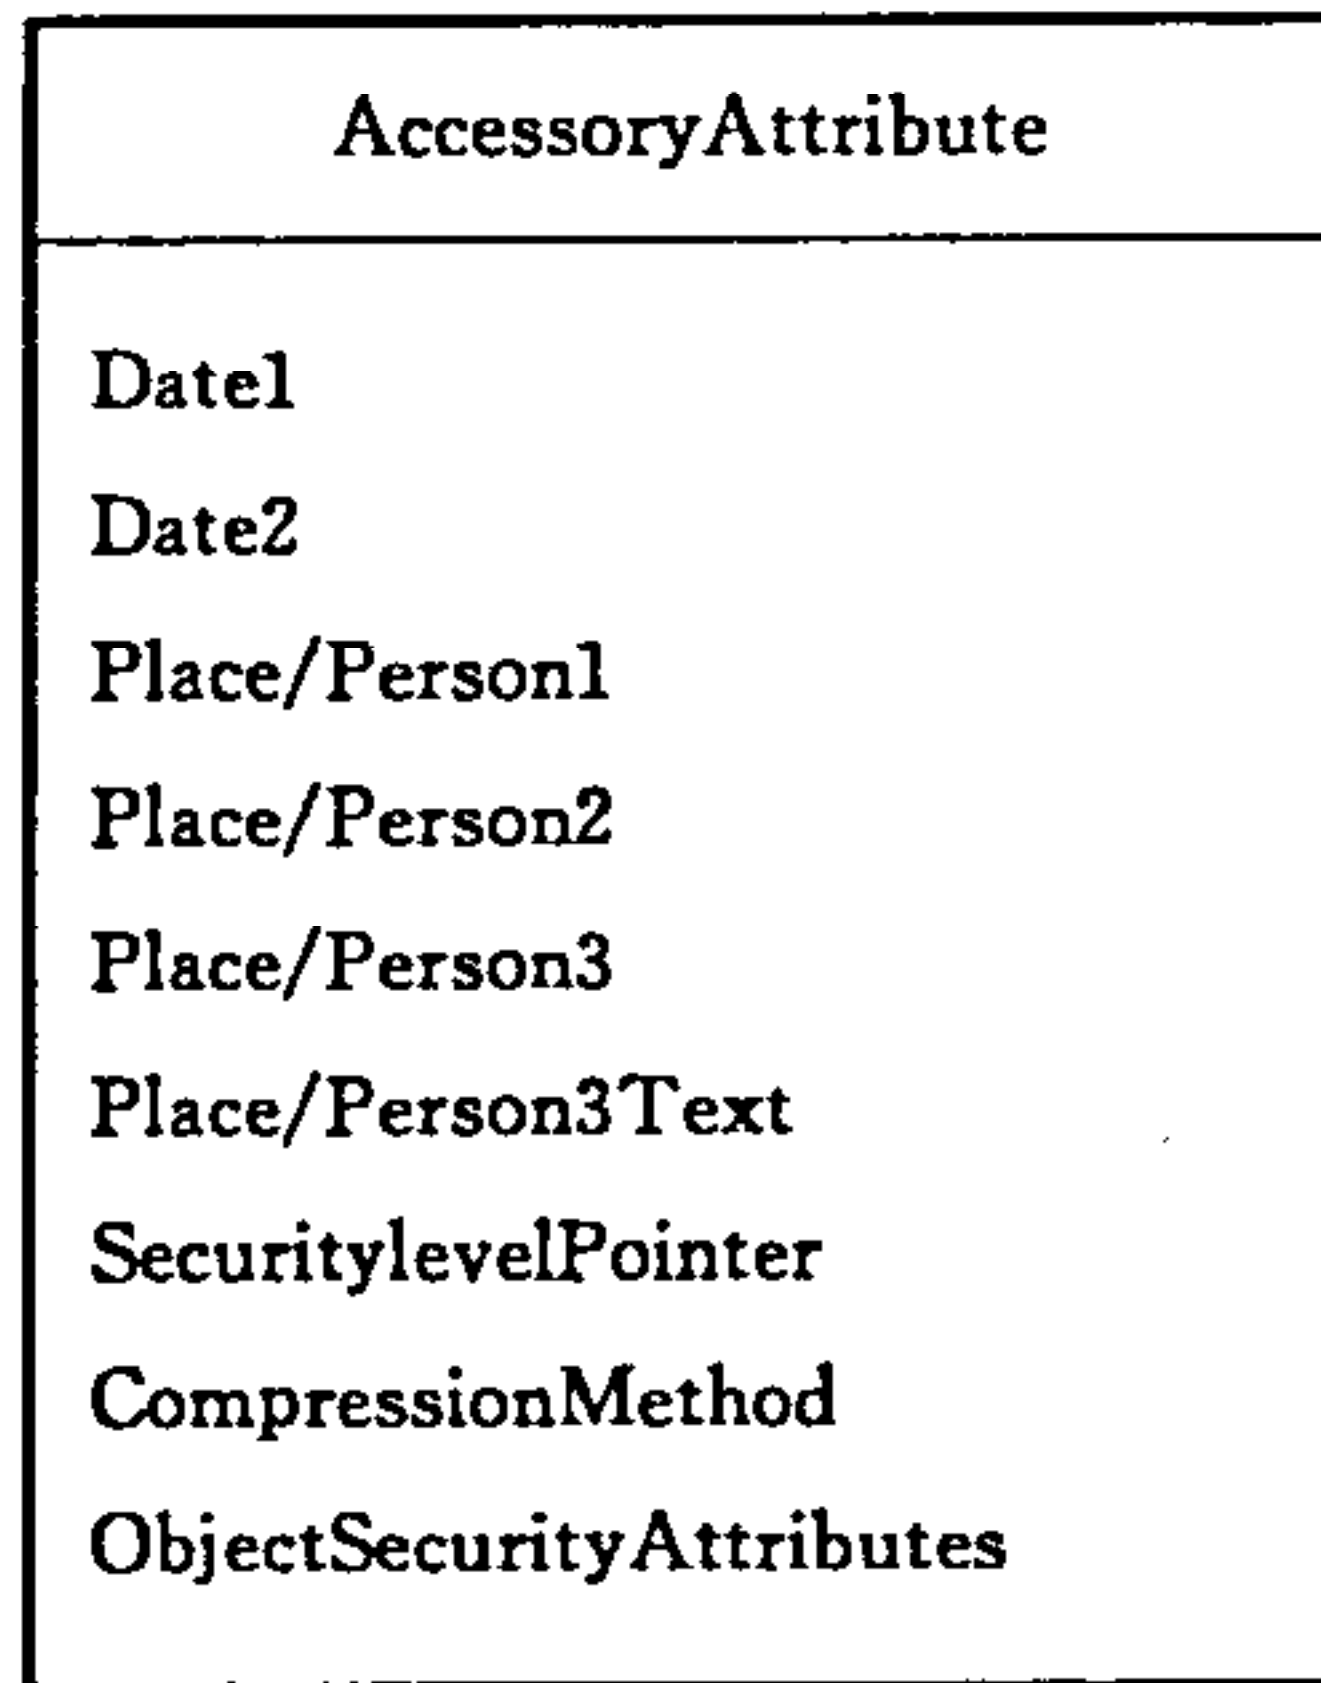 AccessoryAttribute
Date1
Date2
Place/Person1
Place/Person2
Place/Person3
Place/Person3Text
SecuritylevelPointer
CompressionMethod
ObjectSecurityAttributes